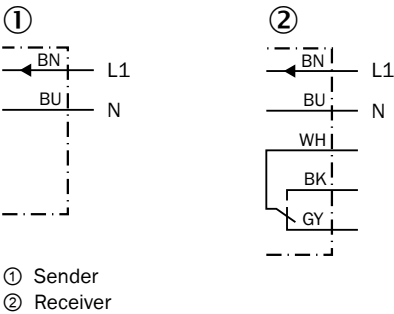 ① ②
BN L1 BN L1
BU N BU N
WH
BK
GY
① Sender
② Receiver